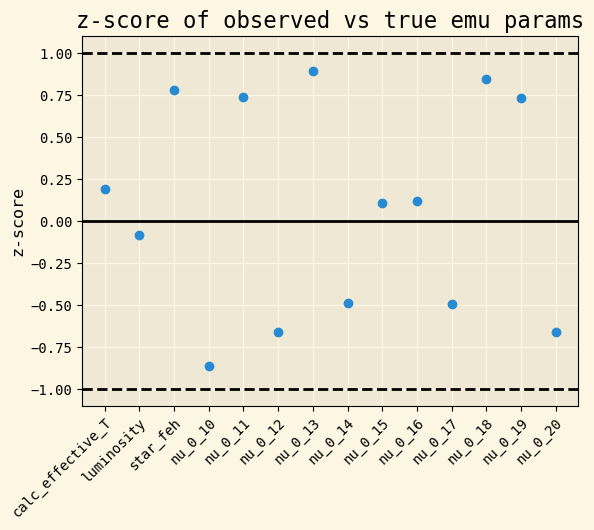 z-score of observed vs true emu params
1.00
0.75
0.50
0.25
0.00
−0.25
−0.50
−0.75
−1.00
z-score
calc_effective_T
luminosity
star_feh
nu_0_10
nu_0_11
nu_0_12
nu_0_13
nu_0_14
nu_0_15
nu_0_16
nu_0_17
nu_0_18
nu_0_19
nu_0_20